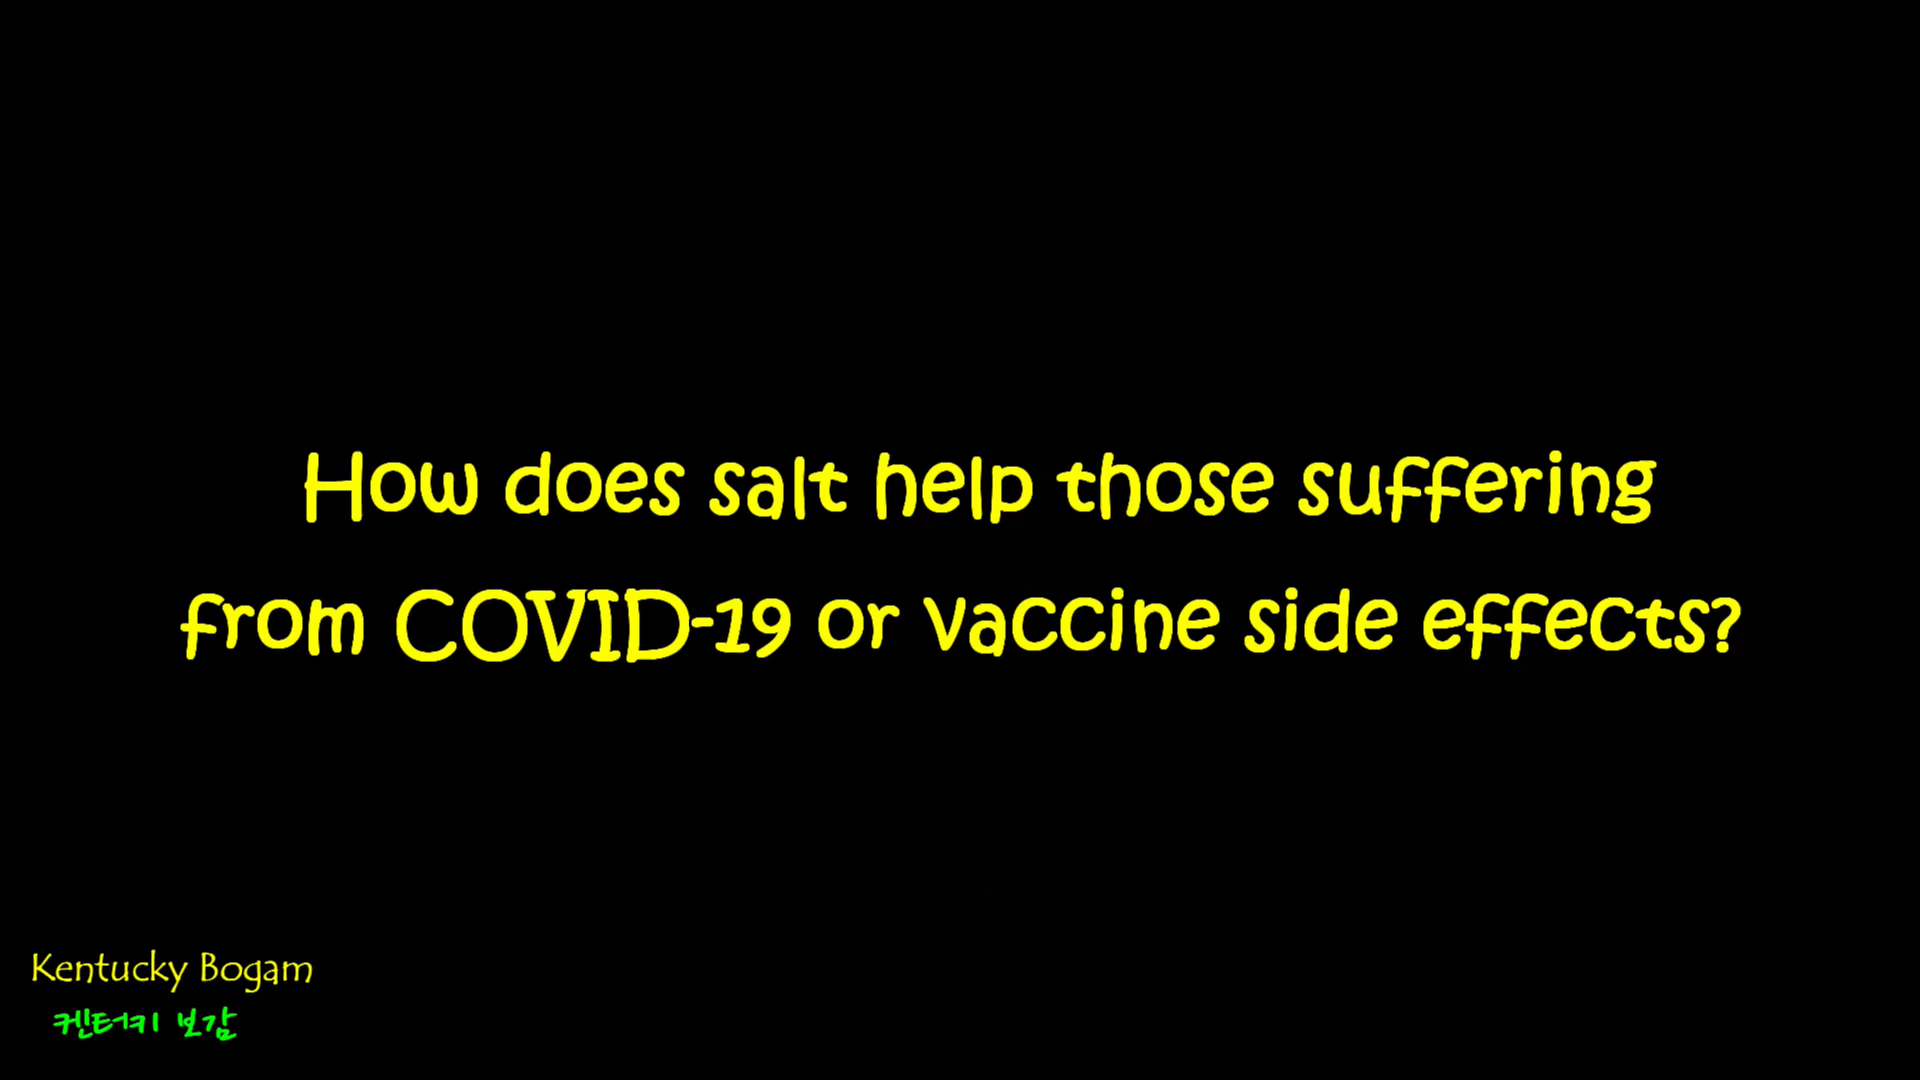 How does salt help those suffering
from COVID-19 or vaccine side effects?
Kentucky Bogam
켄터키 보감